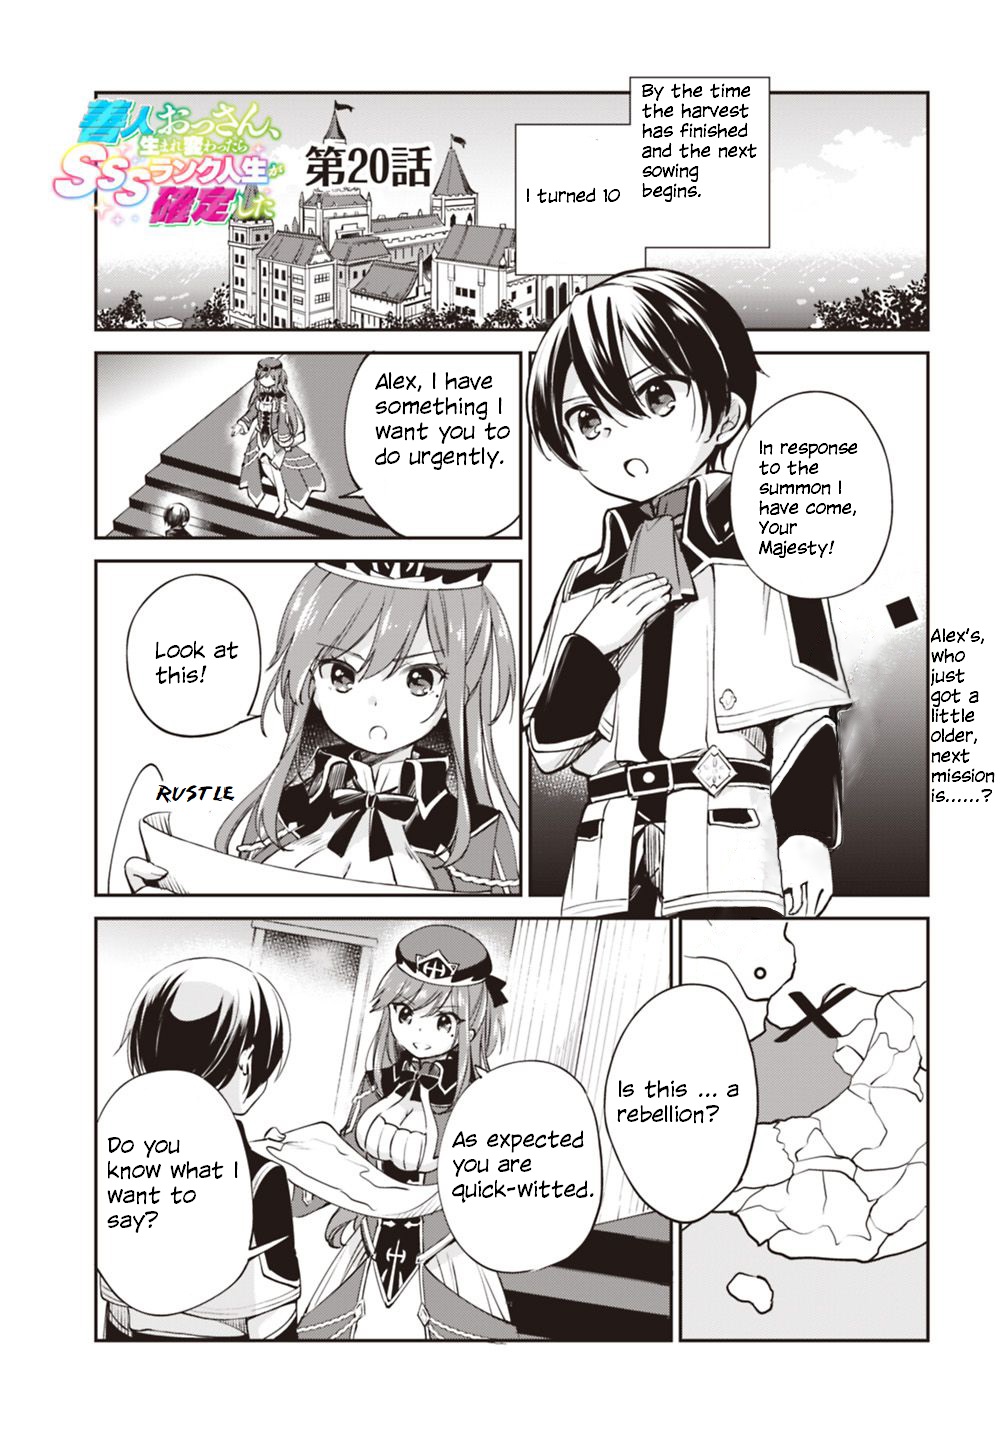 By the time
the harvest
has finished
and the next
sowing
begins.
I turned 10
善人おっさん、
生まれ変わったら
SSSランク人生が
確定した
第20話
In response
to the
summon I
have come,
Your
Majesty!
Alex, I have
something I
want you to
do urgently.
Alex's,
who
just
got a
little
older,
next
mission
is......?
Look at
this!
RUSTLE
Is this ... a
rebellion?
As expected
you are
quick-witted.
Do you
know what I
want to
say?